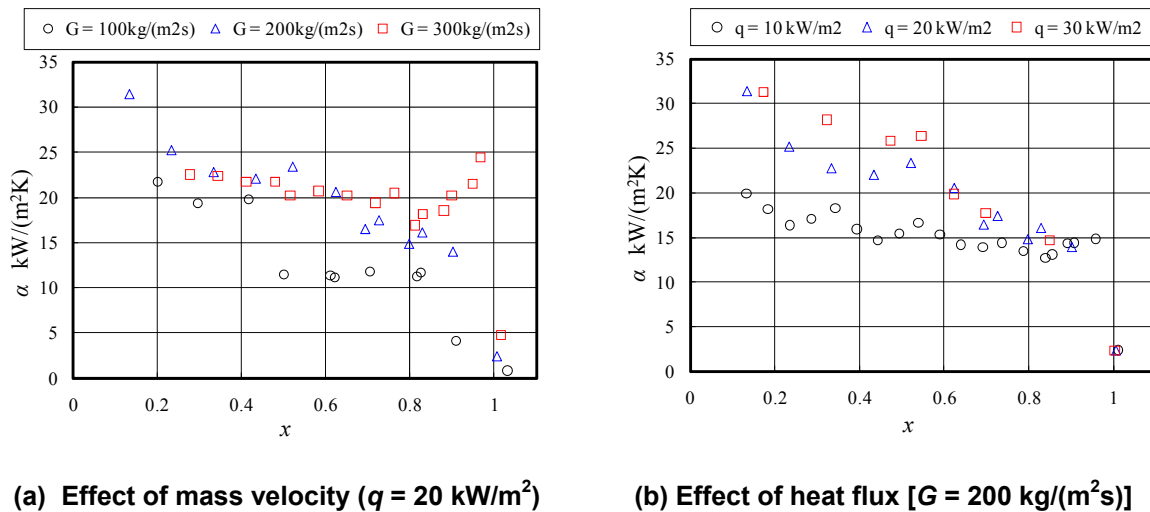 G = 100kg/(m2s) G = 200kg/(m2s) G = 300kg/(m2s)
35
30
25
20
15
10
5
0
α kW/(m²K)
0 0.2 0.4 0.6 0.8 1
x
(a) Effect of mass velocity (q = 20 kW/m²)
q = 10 kW/m2 q = 20 kW/m2 q = 30 kW/m2
35
30
25
20
15
10
5
0
α kW/(m²K)
0 0.2 0.4 0.6 0.8 1
x
(b) Effect of heat flux [G = 200 kg/(m²s)]